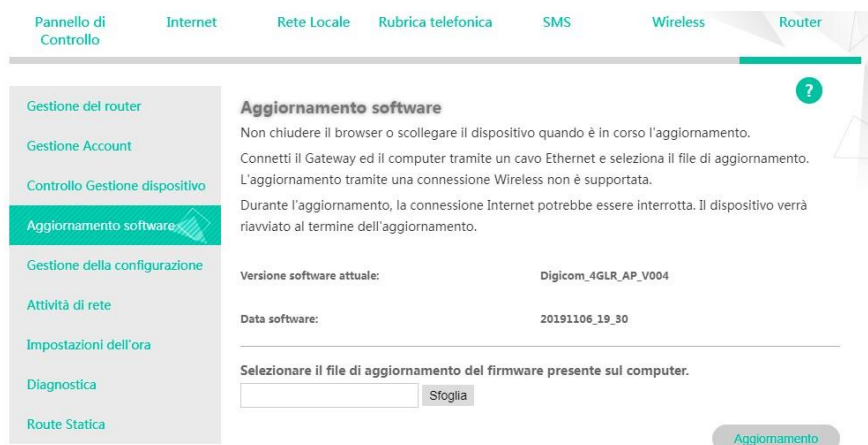 Pannello di Controllo
Internet
Rete Locale
Rubrica telefonica
SMS
Wireless
Router
?
Gestione del router
Gestione Account
Controllo Gestione dispositivo
Aggiornamento software
Gestione della configurazione
Attività di rete
Impostazioni dell'ora
Diagnostica
Route Statica
Aggiornamento software
Non chiudere il browser o scollegare il dispositivo quando è in corso l'aggiornamento.
Connetti il Gateway ed il computer tramite un cavo Ethernet e seleziona il file di aggiornamento.
L'aggiornamento tramite una connessione Wireless non è supportata.
Durante l'aggiornamento, la connessione Internet potrebbe essere interrotta. Il dispositivo verrà
riavviato al termine dell'aggiornamento.
Versione software attuale: Digicom_4GLR_AP_V004
Data software: 20191106_19_30
Selezionare il file di aggiornamento del firmware presente sul computer.
Sfoglia
Aggiornamento